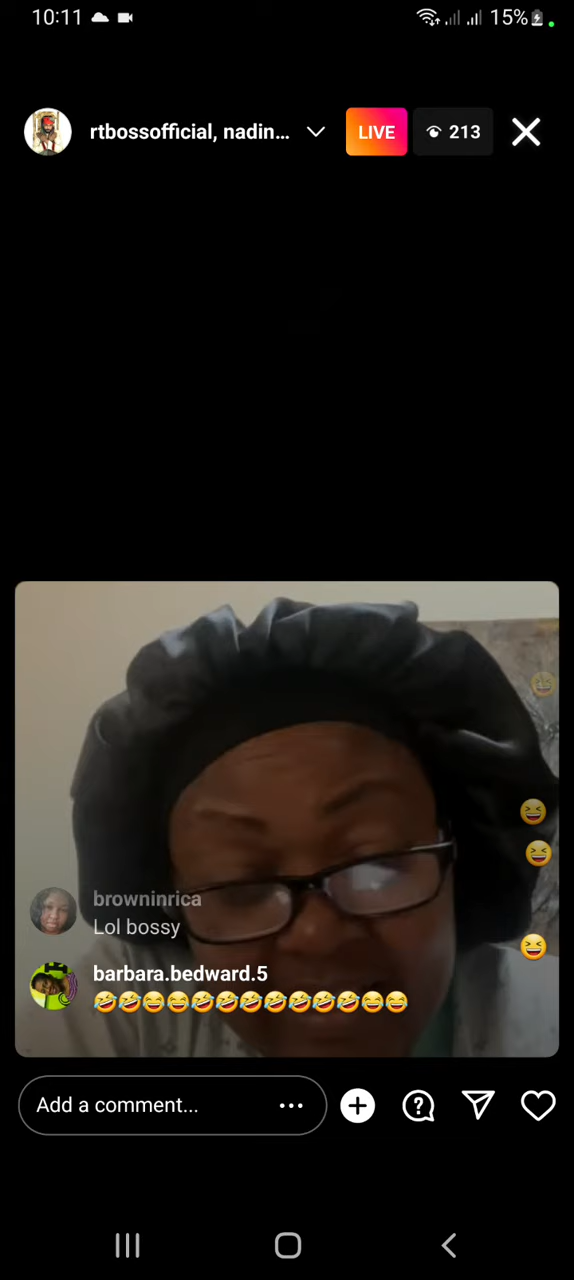 10:11
15%
rtbossofficial, nadin...
LIVE
213
browninrica
Lol bossy
barbara.bedward.5
🤣🤣😂😂🤣🤣🤣🤣🤣🤣🤣😂😂
Add a comment...